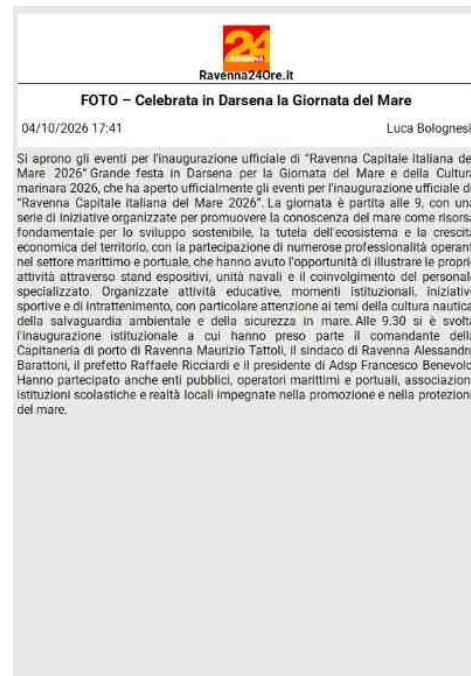 24
RAVENNA
Ravenna24Ore.it
FOTO – Celebrata in Darsena la Giornata del Mare
04/10/2026 17:41
Luca Bolognesi
Si aprono gli eventi per l'inaugurazione ufficiale di "Ravenna Capitale italiana de
Mare 2026" Grande festa in Darsena per la Giornata del Mare e della Cultura
marinara 2026, che ha aperto ufficialmente gli eventi per l'inaugurazione ufficiale d
"Ravenna Capitale italiana del Mare 2026". La giornata è partita alle 9, con una
serie di iniziative organizzate per promuovere la conoscenza del mare come risorsa
fondamentale per lo sviluppo sostenibile, la tutela dell'ecosistema e la crescita
economica del territorio, con la partecipazione di numerose professionalità operant
nel settore marittimo e portuale, che hanno avuto l'opportunità di illustrare le propri
attività attraverso stand espositivi, unità navali e il coinvolgimento del personale
specializzato. Organizzate attività educative, momenti istituzionali, iniziative
sportive e di intrattenimento, con particolare attenzione ai temi della cultura nautica
della salvaguardia ambientale e della sicurezza in mare. Alle 9.30 si è svolta
l'inaugurazione istituzionale a cui hanno preso parte il comandante della
Capitaneria di porto di Ravenna Maurizio Tattoli, il sindaco di Ravenna Alessandro
Barattoni, il prefetto Raffaele Ricciardi e il presidente di Adsp Francesco Benevolo
Hanno partecipato anche enti pubblici, operatori marittimi e portuali, associazion
istituzioni scolastiche e realtà locali impegnate nella promozione e nella protezione
del mare.